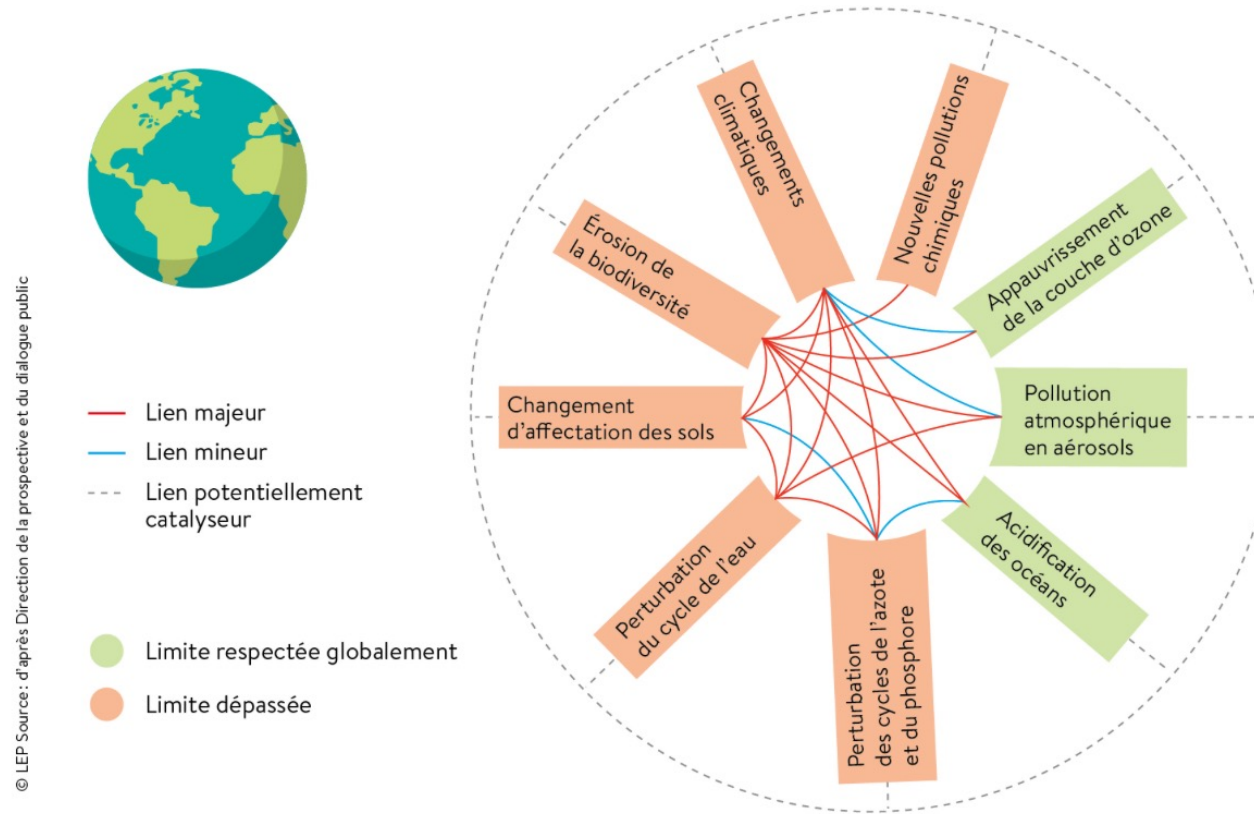 © LEP Source: d'après Direction de la prospective et du dialogue public
Lien majeur
Lien mineur
Lien potentiellement
catalyseur
Limite respectée globalement
Limite dépassée
Changements
climatiques
Nouvelles pollutions
chimiques
Appauvrissement
de la couche d'ozone
Pollution
atmosphérique
en aérosols
Acidification
des océans
Perturbation
des cycles de l'azote
et du phosphore
Perturbation
du cycle de l'eau
Changement
d'affectation des sols
Érosion de
la biodiversité